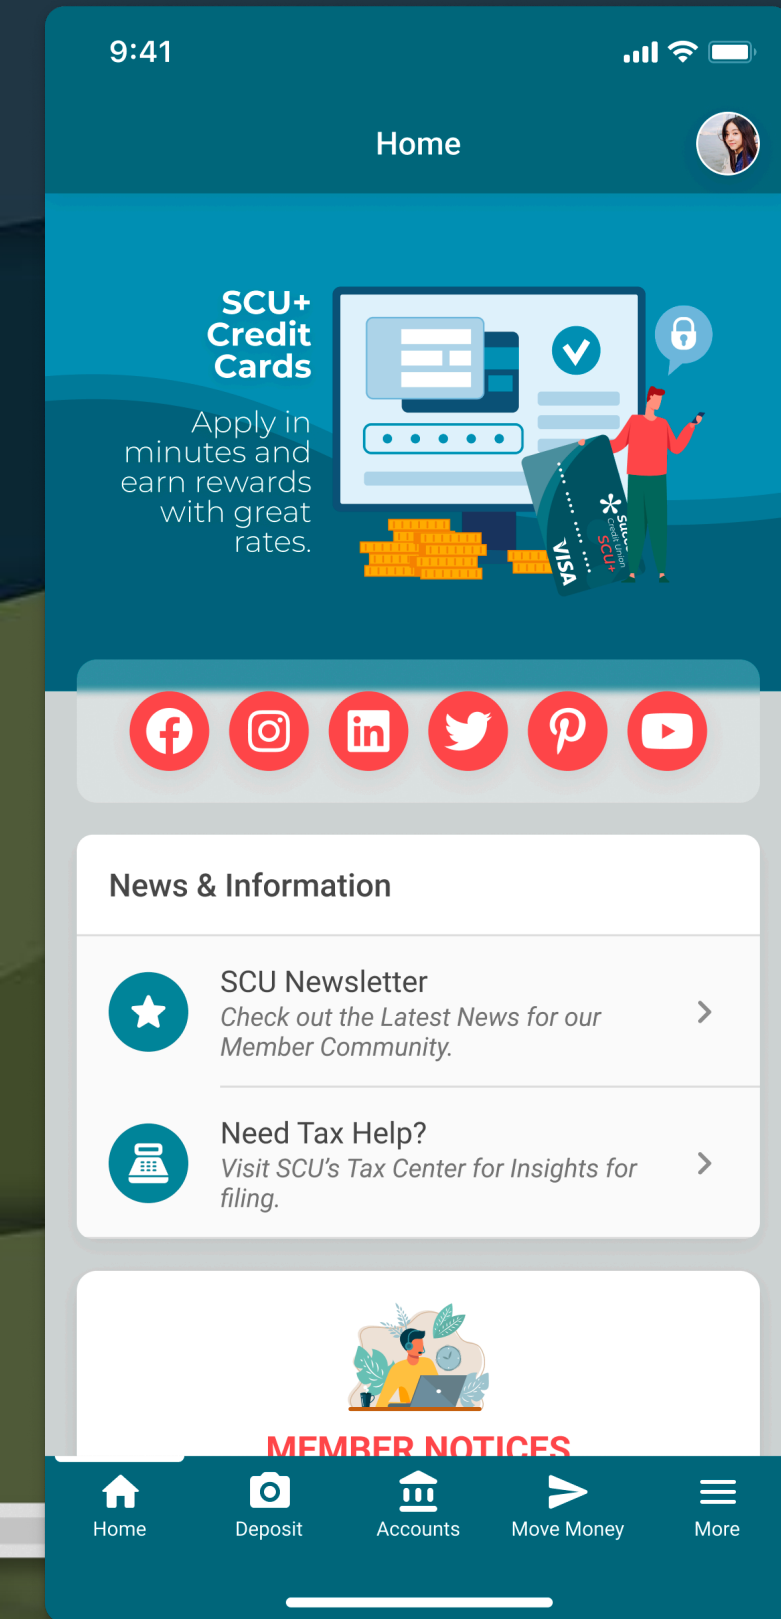 9:41
Home
SCU+
Credit
Cards
Apply in
minutes and
earn rewards
with great
rates.
VISA
Credit Union
SCU+
News & Information
SCU Newsletter
Check out the Latest News for our
Member Community.
Need Tax Help?
Visit SCU's Tax Center for Insights for
filing.
MEMBER NOTICES
Home
Deposit
Accounts
Move Money
More